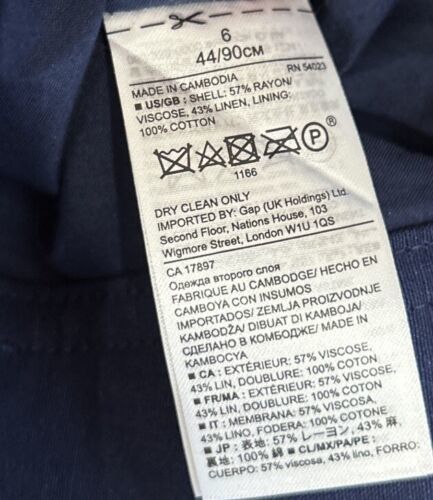 6
44/90CM
RN 54023
MADE IN CAMBODIA
■ US/GB : SHELL: 57% RAYON/
VISCOSE, 43% LINEN, LINING:
100% COTTON
P
®
1166
DRY CLEAN ONLY
IMPORTED BY: Gap (UK Holdings) Ltd.
Second Floor, Nations House, 103
Wigmore Street, London W1U 1QS
CA 17897
Одежда второго слоя
FABRIQUE AU CAMBODGE/ HECHO EN
CAMBOYA CON INSUMOS
IMPORTADOS/ ZEMLJA PROIZVODNJE
KAMBODŽA/ DIBUAT DI KAMBOJA/
СДЕЛАНО В КОМБОДЖЕ/ MADE IN
KAMBOCYA
■ CA : EXTÉRIEUR: 57% VISCOSE,
43% LIN, DOUBLURE: 100% COTON
■ FR/MA : EXTÉRIEUR: 57% VISCOSE,
43% LIN, DOUBLURE: 100% COTON
■ IT : MEMBRANA: 57% VISCOSA,
43% LINO, FODERA: 100% COTONE
■ JP : 表地: 57% レーヨン, 43% 麻,
裏地: 100% 綿 ■ CL/MX/PA/PE :
CUERPO: 57% viscosa, 43% lino, FORRO: